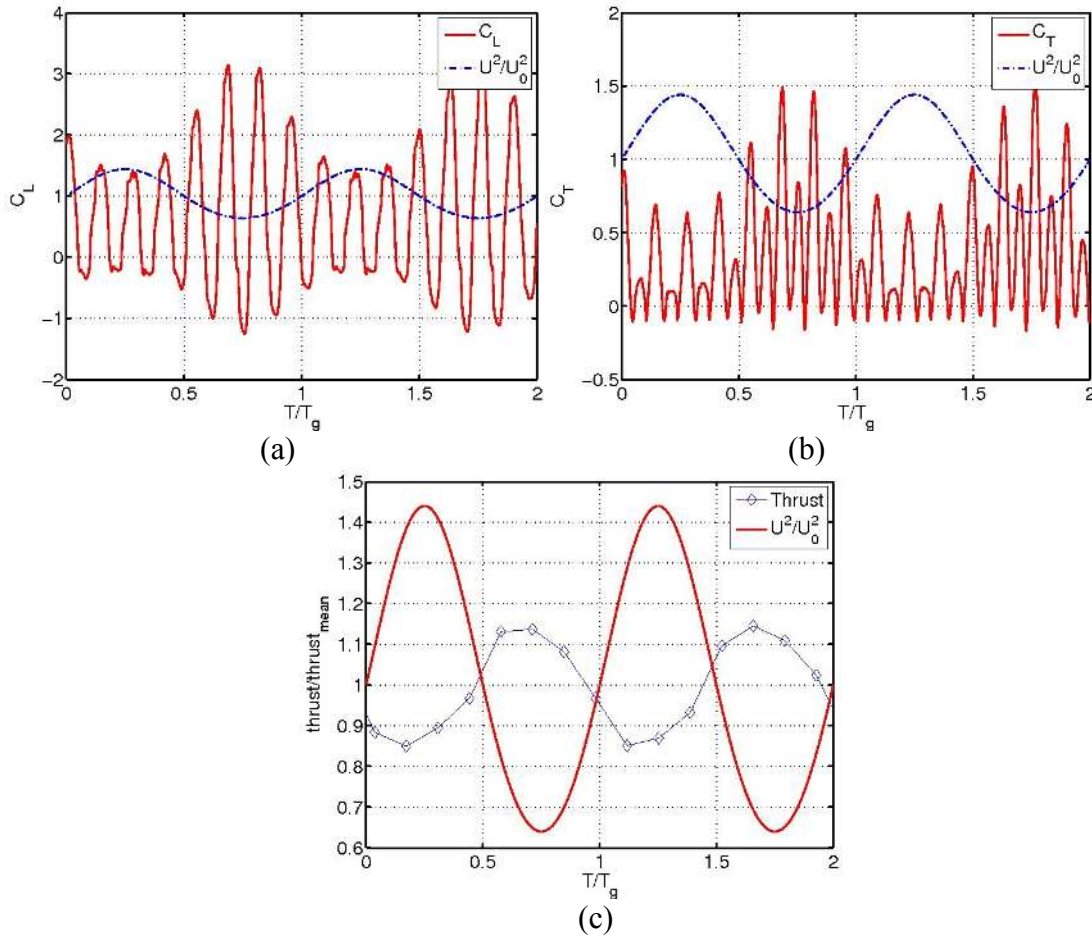 4
3
2
1
0
−1
−2
C_L
C_L
U²/U₀²
0
0.5
1
1.5
2
T/T_g
(a)
2
1.5
1
0.5
0
−0.5
C_T
C_T
U²/U₀²
0
0.5
1
1.5
2
T/T_g
(b)
1.5
1.4
1.3
1.2
1.1
1
0.9
0.8
0.7
0.6
thrust/thrust_mean
Thrust
U²/U₀²
0
0.5
1
1.5
2
T/T_g
(c)